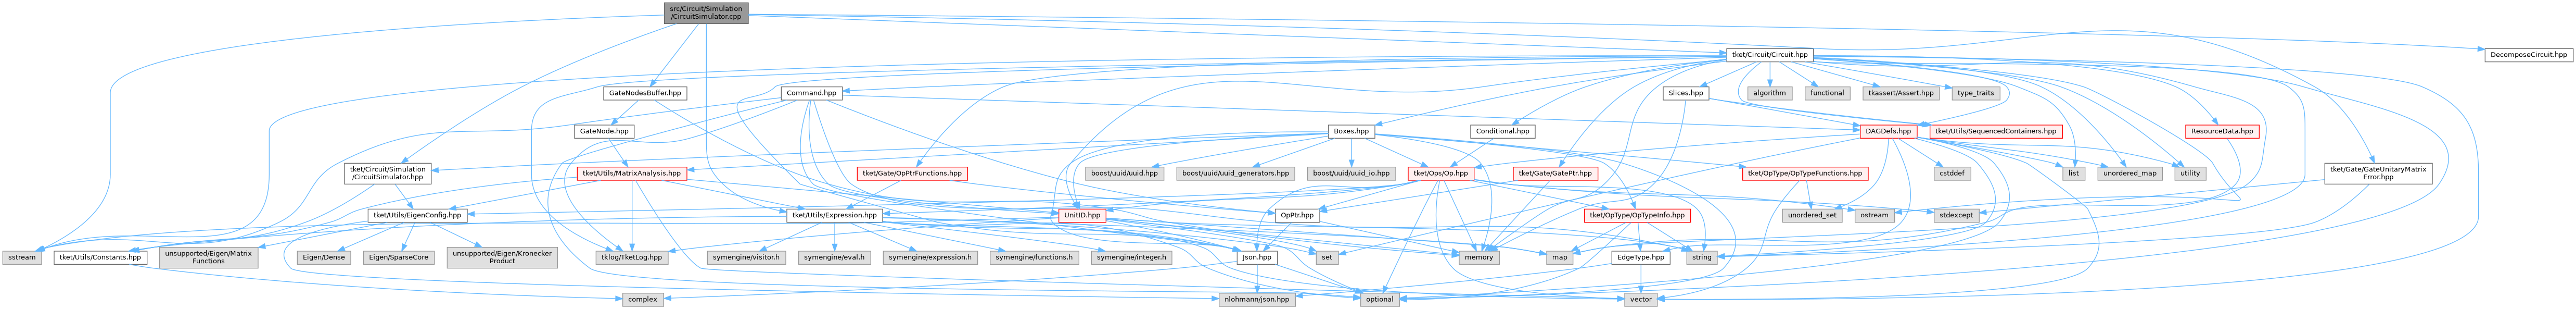 src/Circuit/Simulation
/CircuitSimulator.cpp
tket/Circuit/Circuit.hpp
DecomposeCircuit.hpp
GateNodesBuffer.hpp
Command.hpp
Slices.hpp
algorithm
functional
tkassert/Assert.hpp
type_traits
GateNode.hpp
Boxes.hpp
Conditional.hpp
DAGDefs.hpp
tket/Utils/SequencedContainers.hpp
ResourceData.hpp
tket/Circuit/Simulation
/CircuitSimulator.hpp
tket/Utils/MatrixAnalysis.hpp
tket/Gate/OpPtrFunctions.hpp
boost/uuid/uuid.hpp
boost/uuid/uuid_generators.hpp
boost/uuid/uuid_io.hpp
tket/Ops/Op.hpp
tket/Gate/GatePtr.hpp
tket/OpType/OpTypeFunctions.hpp
cstddef
list
unordered_map
utility
tket/Gate/GateUnitaryMatrix
Error.hpp
tket/Utils/EigenConfig.hpp
tket/Utils/Expression.hpp
UnitID.hpp
OpPtr.hpp
tket/OpType/OpTypeInfo.hpp
unordered_set
ostream
stdexcept
sstream
tket/Utils/Constants.hpp
unsupported/Eigen/Matrix
Functions
Eigen/Dense
Eigen/SparseCore
unsupported/Eigen/Kronecker
Product
tklog/TketLog.hpp
symengine/visitor.h
symengine/eval.h
symengine/expression.h
symengine/functions.h
symengine/integer.h
Json.hpp
set
memory
map
string
EdgeType.hpp
complex
nlohmann/json.hpp
optional
vector